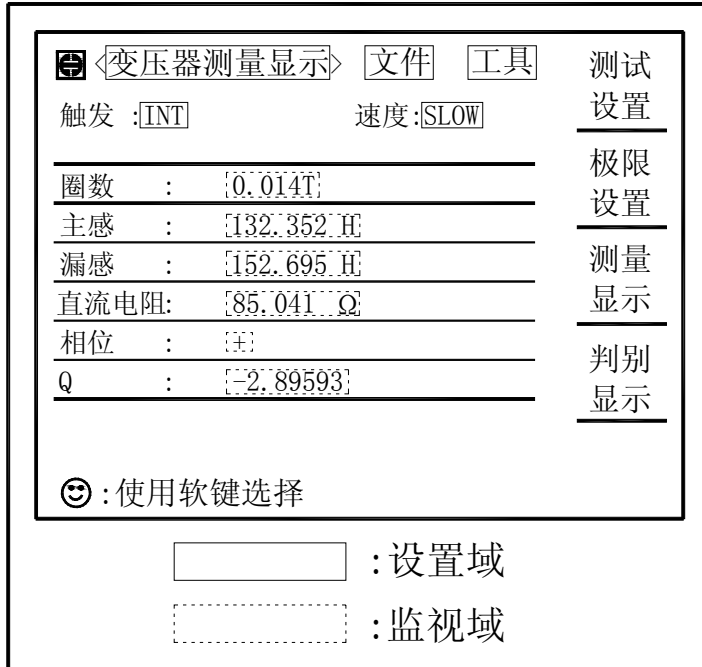 <变压器测量显示> 文件 工具
触发 :INT 速度:SLOW
圈数 : 0.014T
主感 : 132.352 H
漏感 : 152.695 H
直流电阻: 85.041 Ω
相位 : +
Q : -2.89593
:使用软键选择
测试
设置
极限
设置
测量
显示
判别
显示
:设置域
:监视域